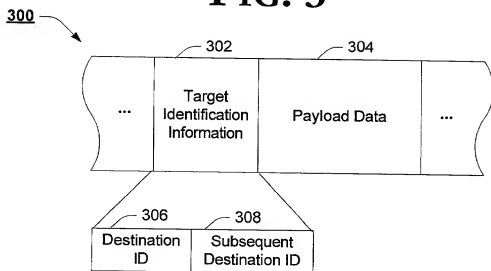 FIG. 3
300
302
304
...
Target
Identification
Information
Payload Data
...
306
308
Destination
ID
Subsequent
Destination ID